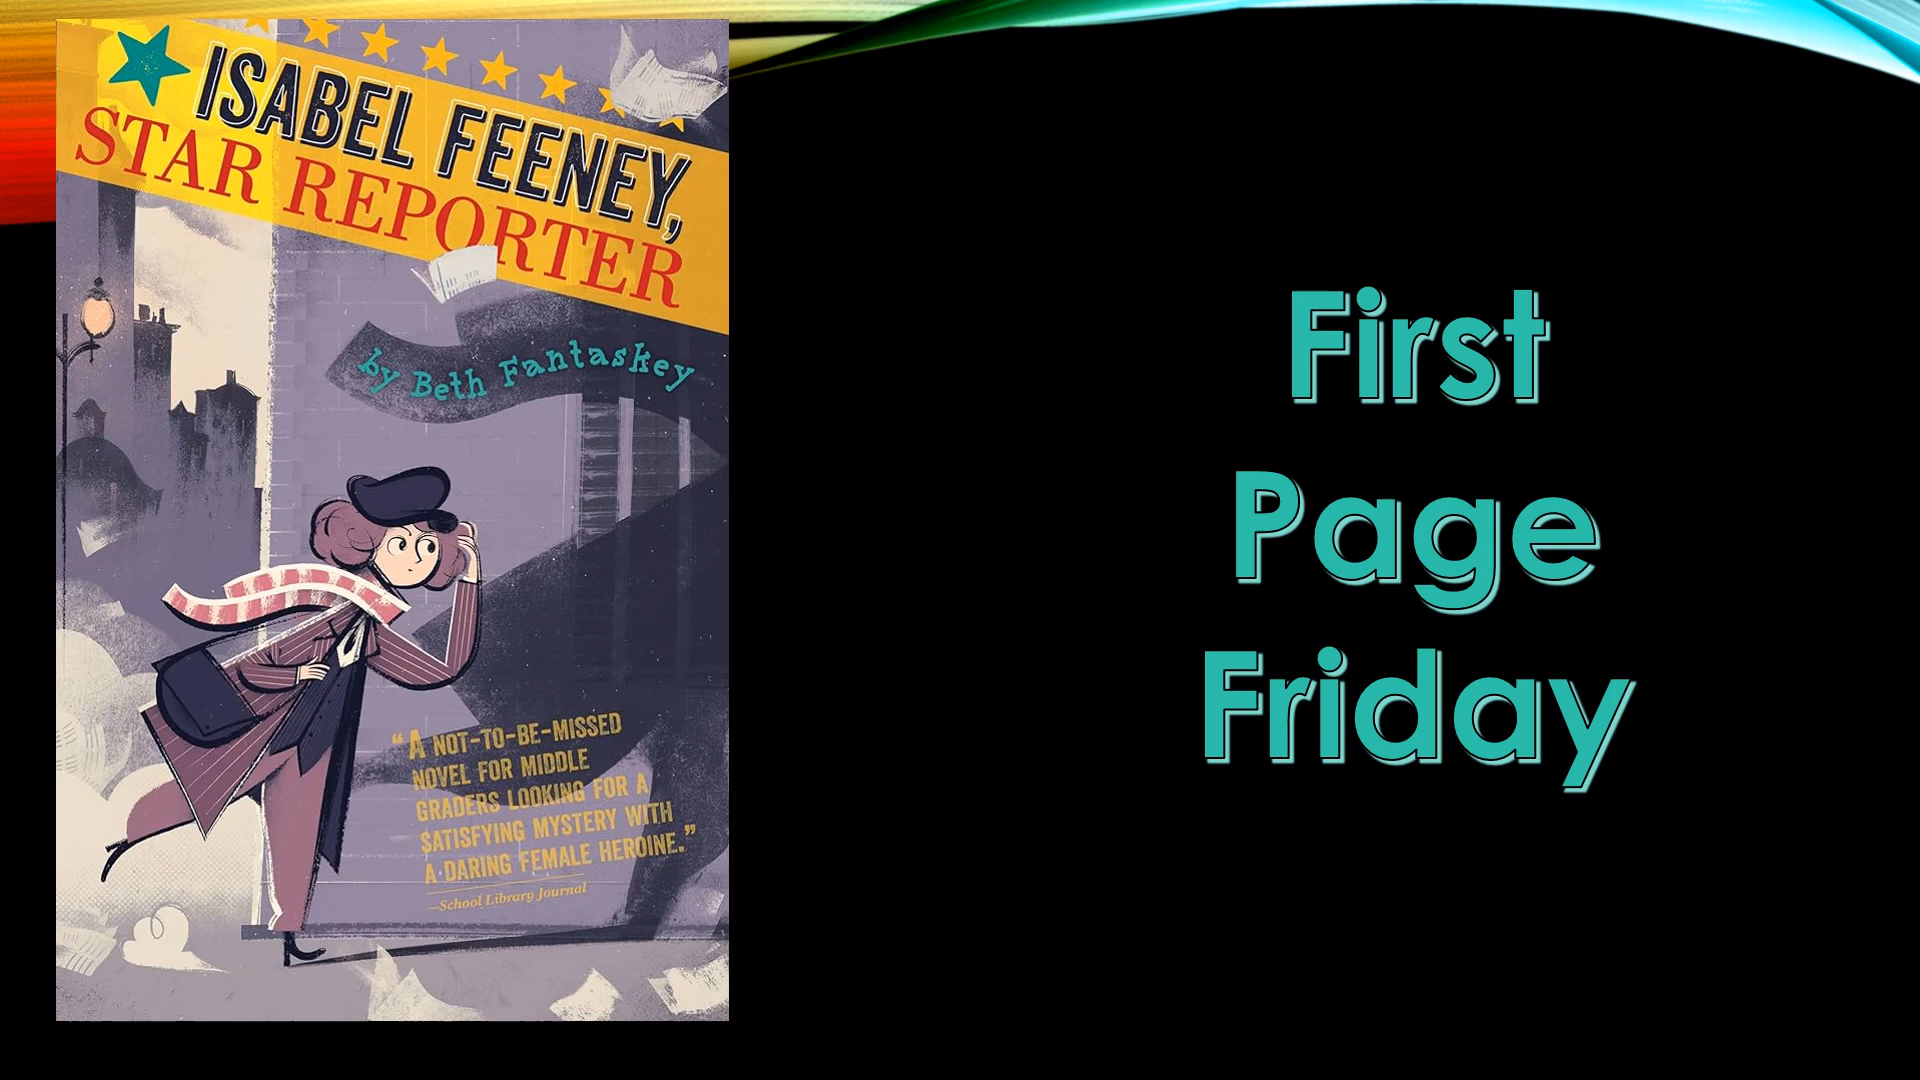 ISABEL FEENEY,
STAR REPORTER
by Beth Fantaskey
“A NOT-TO-BE-MISSED
NOVEL FOR MIDDLE
GRADERS LOOKING FOR A
SATISFYING MYSTERY WITH
A DARING FEMALE HEROINE.”
—School Library Journal
First
Page
Friday